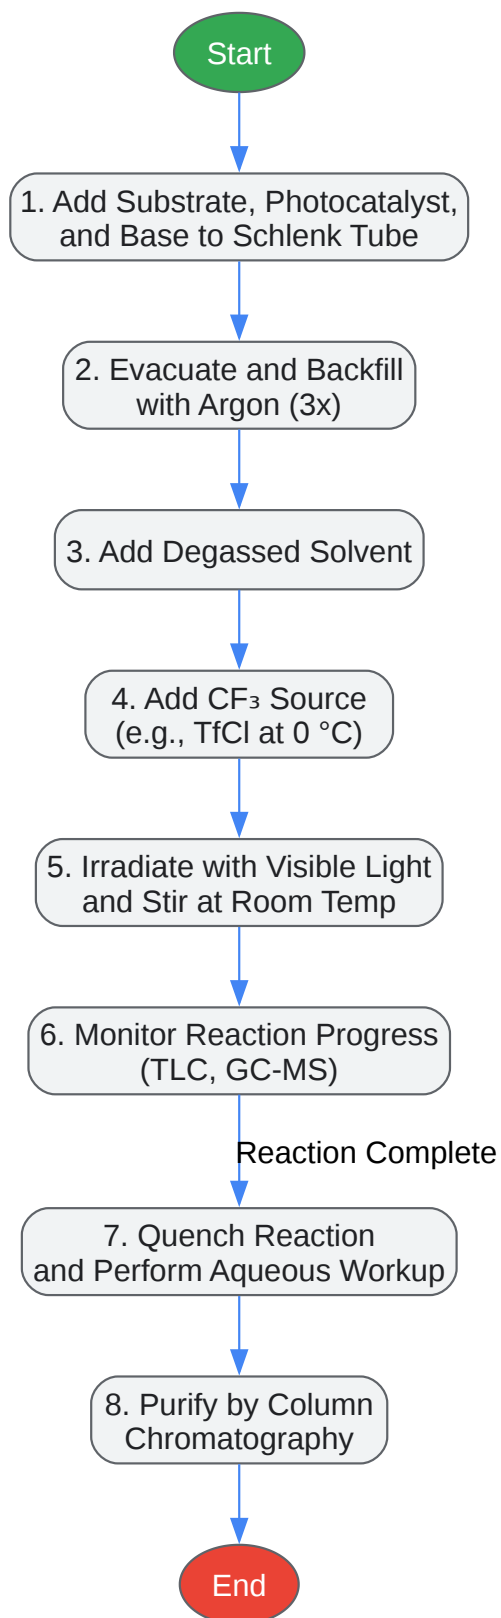 Start
1. Add Substrate, Photocatalyst,
and Base to Schlenk Tube
2. Evacuate and Backfill
with Argon (3x)
3. Add Degassed Solvent
4. Add CF₃ Source
(e.g., TfCl at 0 °C)
5. Irradiate with Visible Light
and Stir at Room Temp
6. Monitor Reaction Progress
(TLC, GC-MS)
Reaction Complete
7. Quench Reaction
and Perform Aqueous Workup
8. Purify by Column
Chromatography
End